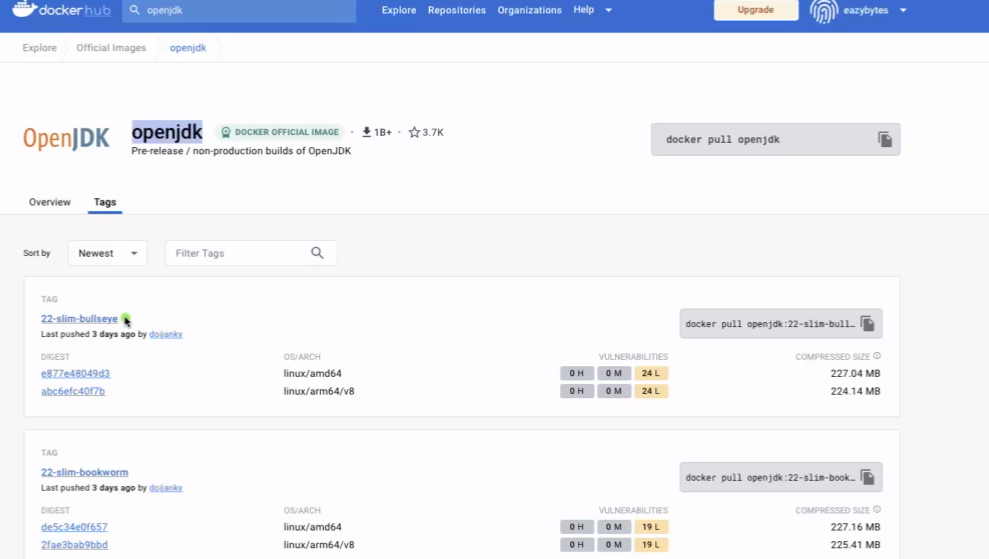 dockerhub openjdk Explore Repositories Organizations Help Upgrade eazybytes
Explore Official Images openjdk
OpenJDK
openjdk DOCKER OFFICIAL IMAGE · 1B+ · 3.7K
Pre-release / non-production builds of OpenJDK
docker pull openjdk
Overview Tags
Sort by Newest Filter Tags
TAG
22-slim-bullseye
Last pushed 3 days ago by doijanky
docker pull openjdk:22-slim-bull…
DIGEST OS/ARCH VULNERABILITIES COMPRESSED SIZE
e877e48049d3 linux/amd64 0 H 0 M 24 L 227.04 MB
abc6efc40f7b linux/arm64/v8 0 H 0 M 24 L 224.14 MB
TAG
22-slim-bookworm
Last pushed 3 days ago by doijanky
docker pull openjdk:22-slim-book…
DIGEST OS/ARCH VULNERABILITIES COMPRESSED SIZE
de5c34e0f657 linux/amd64 0 H 0 M 19 L 227.16 MB
2fae3bab9bbd linux/arm64/v8 0 H 0 M 19 L 225.41 MB